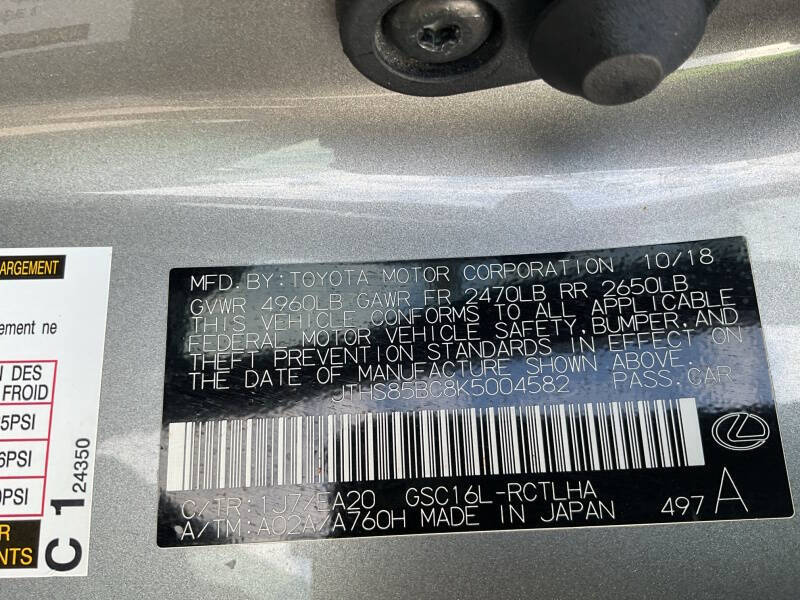 ARGEMENT
ement ne
N DES
FROID
5PSI
6PSI
0PSI
R
NTS
C 1 24350
MFD. BY: TOYOTA MOTOR CORPORATION 10/18
GVWR 4960LB GAWR FR 2470LB RR 2650LB
THIS VEHICLE CONFORMS TO ALL APPLICABLE
FEDERAL MOTOR VEHICLE SAFETY, BUMPER, AND
THEFT PREVENTION STANDARDS IN EFFECT ON
THE DATE OF MANUFACTURE SHOWN ABOVE.
JTHS85BC8K5004582 PASS. CAR
C/TR: 1J7/EA20 GSC16L-RCTLHA
A/TM: A02A/A760H MADE IN JAPAN 497 A